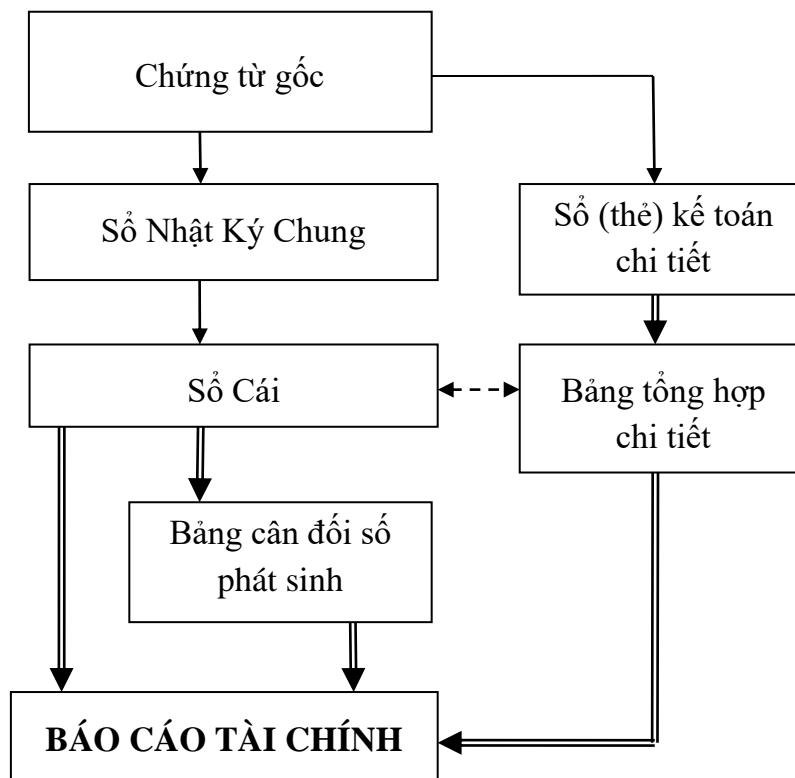 Chứng từ gốc
Sổ Nhật Ký Chung
Sổ (thẻ) kế toán
chi tiết
Sổ Cái
Bảng tổng hợp
chi tiết
Bảng cân đối số
phát sinh
BÁO CÁO TÀI CHÍNH